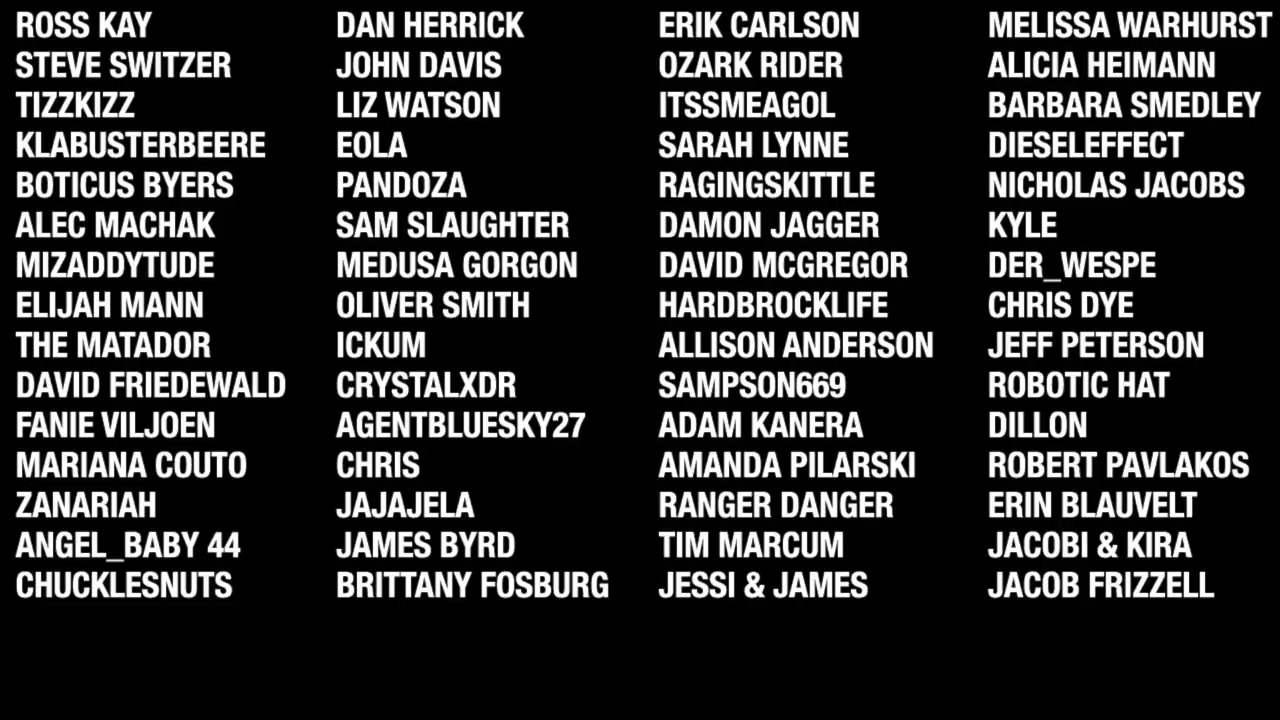 ROSS KAY
STEVE SWITZER
TIZZKIZZ
KLABUSTERBEERE
BOTICUS BYERS
ALEC MACHAK
MIZADDYTUDE
ELIJAH MANN
THE MATADOR
DAVID FRIEDEWALD
FANIE VILJOEN
MARIANA COUTO
ZANARIAH
ANGEL_BABY 44
CHUCKLESNUTS
DAN HERRICK
JOHN DAVIS
LIZ WATSON
EOLA
PANDOZA
SAM SLAUGHTER
MEDUSA GORGON
OLIVER SMITH
ICKUM
CRYSTALXDR
AGENTBLUESKY27
CHRIS
JAJAJELA
JAMES BYRD
BRITTANY FOSBURG
ERIK CARLSON
OZARK RIDER
ITSSMEAGOL
SARAH LYNNE
RAGINGSKITTLE
DAMON JAGGER
DAVID MCGREGOR
HARDBROCKLIFE
ALLISON ANDERSON
SAMPSON669
ADAM KANERA
AMANDA PILARSKI
RANGER DANGER
TIM MARCUM
JESSI & JAMES
MELISSA WARHURST
ALICIA HEIMANN
BARBARA SMEDLEY
DIESELEFFECT
NICHOLAS JACOBS
KYLE
DER_WESPE
CHRIS DYE
JEFF PETERSON
ROBOTIC HAT
DILLON
ROBERT PAVLAKOS
ERIN BLAUVELT
JACOBI & KIRA
JACOB FRIZZELL